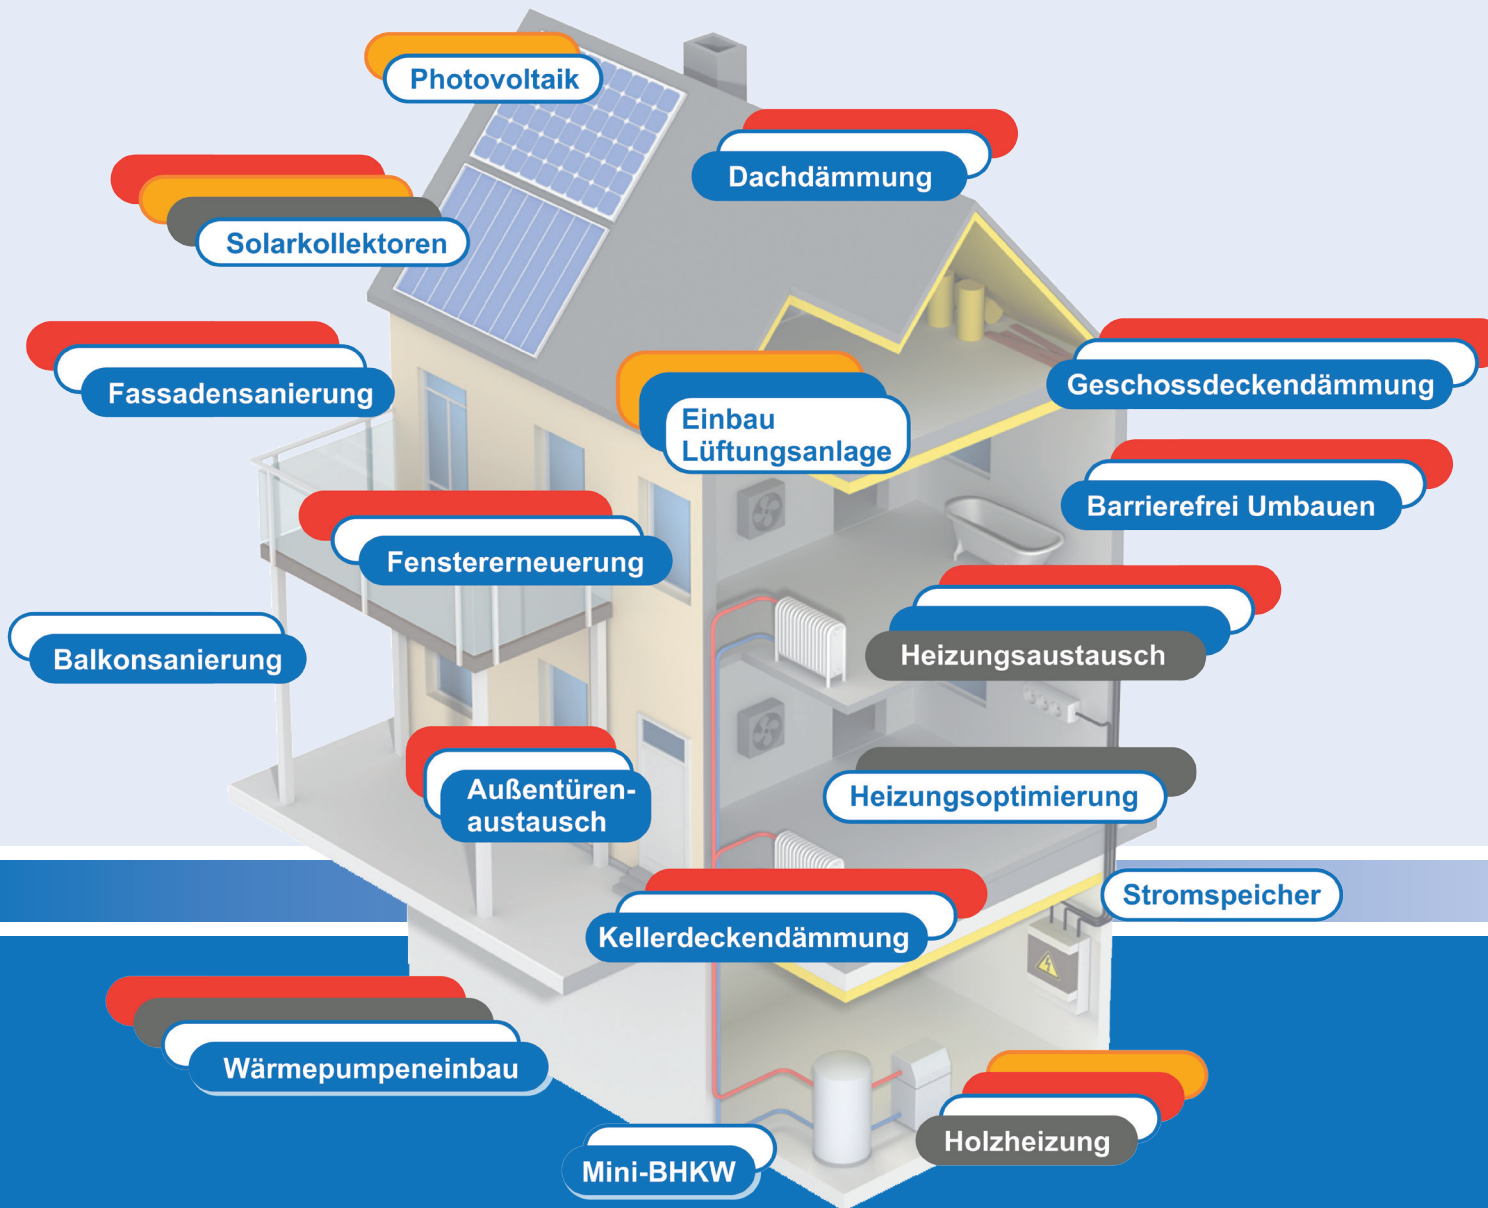 Photovoltaik
Dachdämmung
Solarkollektoren
Fassadensanierung
Einbau
Lüftungsanlage
Geschossdeckendämmung
Barrierefrei Umbauen
Fenstererneuerung
Balkonsanierung
Heizungsaustausch
Außentüren-
austausch
Heizungsoptimierung
Stromspeicher
Kellerdeckendämmung
Wärmepumpeneinbau
Holzheizung
Mini-BHKW